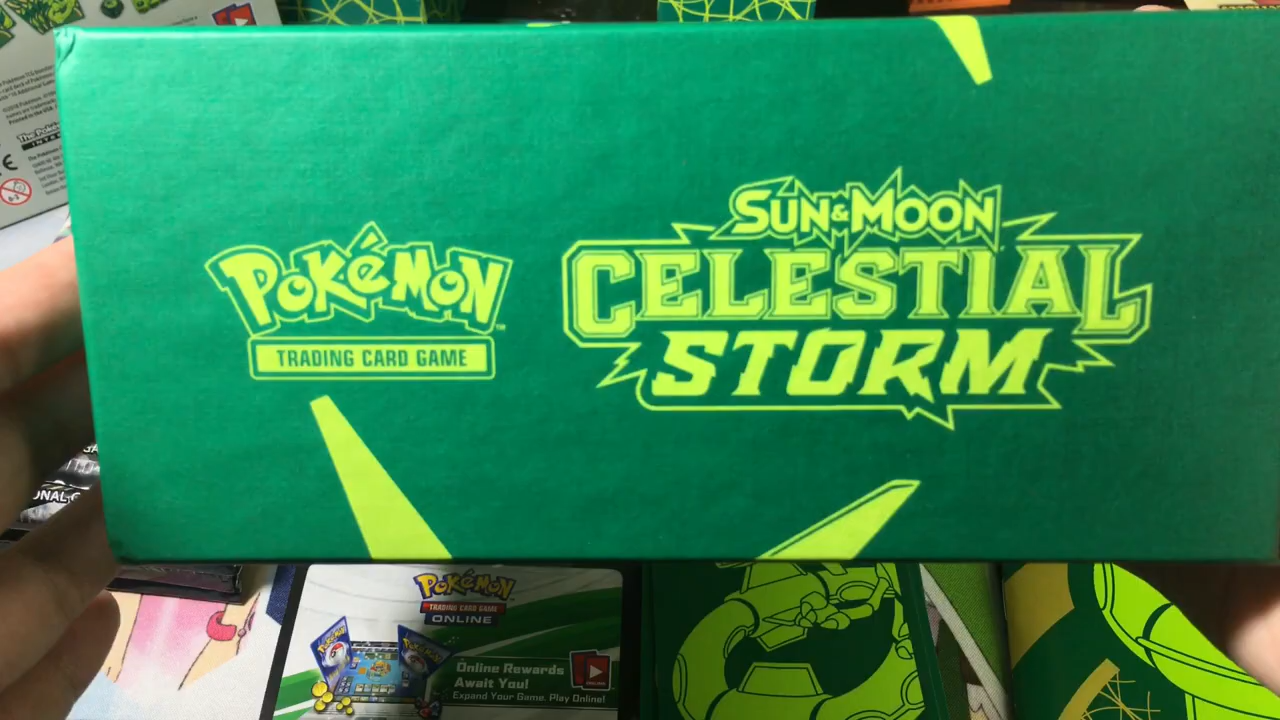 POKéMON
TRADING CARD GAME
SUN & MOON
CELESTIAL
STORM
POKéMON
TRADING CARD GAME
ONLINE
Online Rewards
Await You!
Expand Your Game. Play Online!